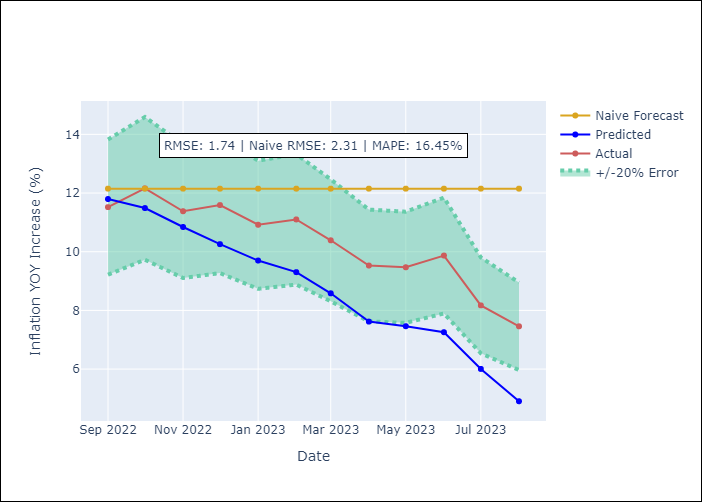 RMSE: 1.74 | Naive RMSE: 2.31 | MAPE: 16.45%
Naive Forecast
Predicted
Actual
+/-20% Error
Inflation YOY Increase (%)
14
12
10
8
6
Sep 2022
Nov 2022
Jan 2023
Mar 2023
May 2023
Jul 2023
Date